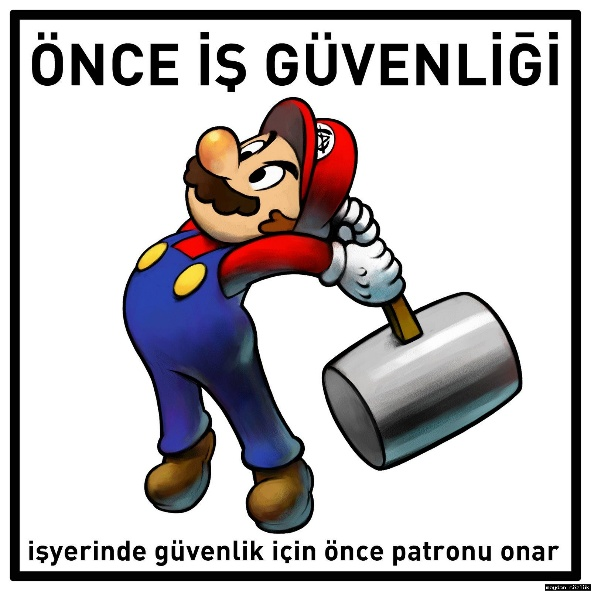 ÖNCE İŞ GÜVENLİĞİ
işyerinde güvenlik için önce patronu onar